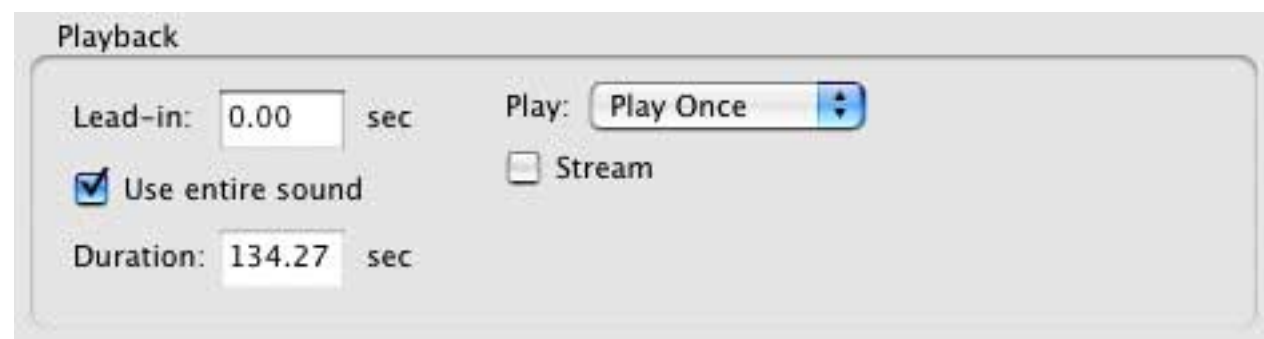 Playback
Lead-in: 0.00 sec
Play: Play Once
Use entire sound
Stream
Duration: 134.27 sec